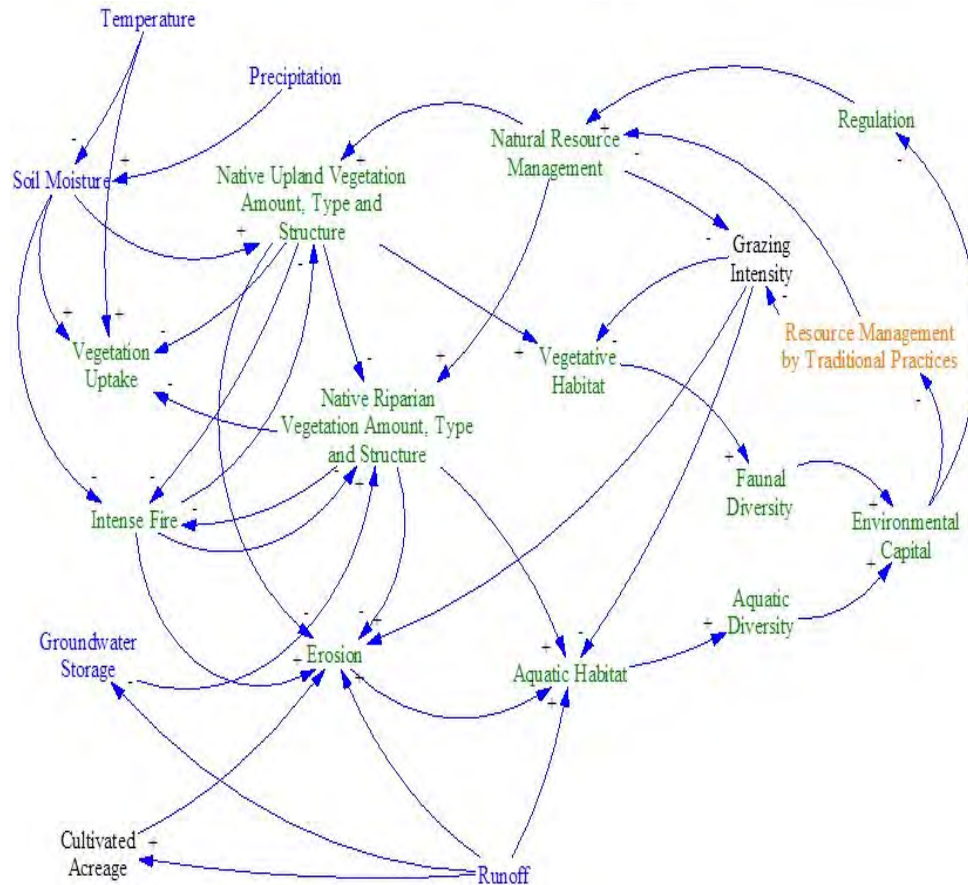 Temperature
Precipitation
Regulation
Natural Resource
Management
Soil Moisture
Native Upland Vegetation
Amount, Type and
Structure
Grazing
Intensity
Resource Management
by Traditional Practices
Vegetation
Uptake
Vegetative
Habitat
Native Riparian
Vegetation Amount, Type
and Structure
Faunal
Diversity
Intense Fire
Environmental
Capital
Aquatic
Diversity
Groundwater
Storage
Erosion
Aquatic Habitat
Cultivated
Acreage
Runoff